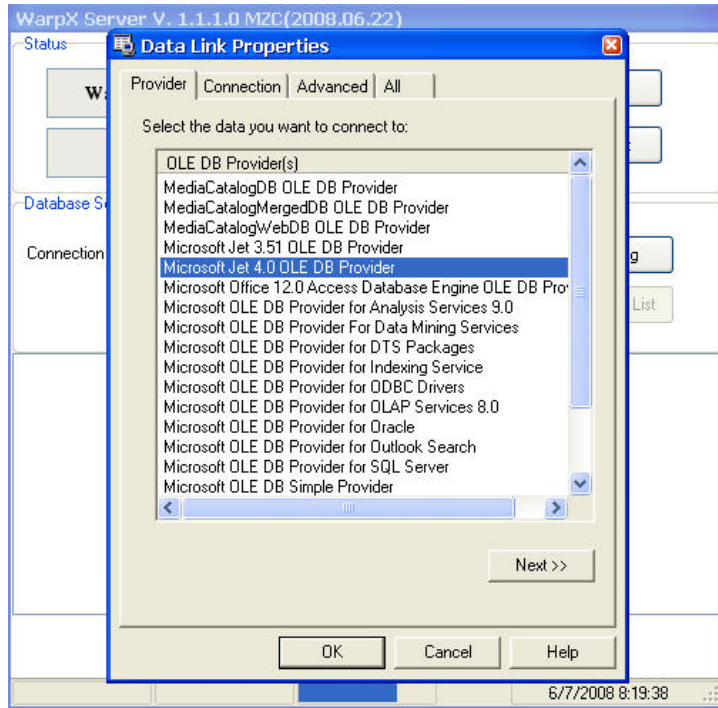 WarpX Server V. 1.1.1.0 MZC(2008.06.22)
Status
Data Link Properties
Provider
Connection
Advanced
All
Select the data you want to connect to:
OLE DB Provider(s)
MediaCatalogDB OLE DB Provider
MediaCatalogMergedDB OLE DB Provider
MediaCatalogWebDB OLE DB Provider
Microsoft Jet 3.51 OLE DB Provider
Microsoft Jet 4.0 OLE DB Provider
Microsoft Office 12.0 Access Database Engine OLE DB Pro
Microsoft OLE DB Provider for Analysis Services 9.0
Microsoft OLE DB Provider For Data Mining Services
Microsoft OLE DB Provider for DTS Packages
Microsoft OLE DB Provider for Indexing Service
Microsoft OLE DB Provider for ODBC Drivers
Microsoft OLE DB Provider for OLAP Services 8.0
Microsoft OLE DB Provider for Oracle
Microsoft OLE DB Provider for Outlook Search
Microsoft OLE DB Provider for SQL Server
Microsoft OLE DB Simple Provider
Database S
Connection
g
List
Next >>
OK
Cancel
Help
6/7/2008 8:19:38